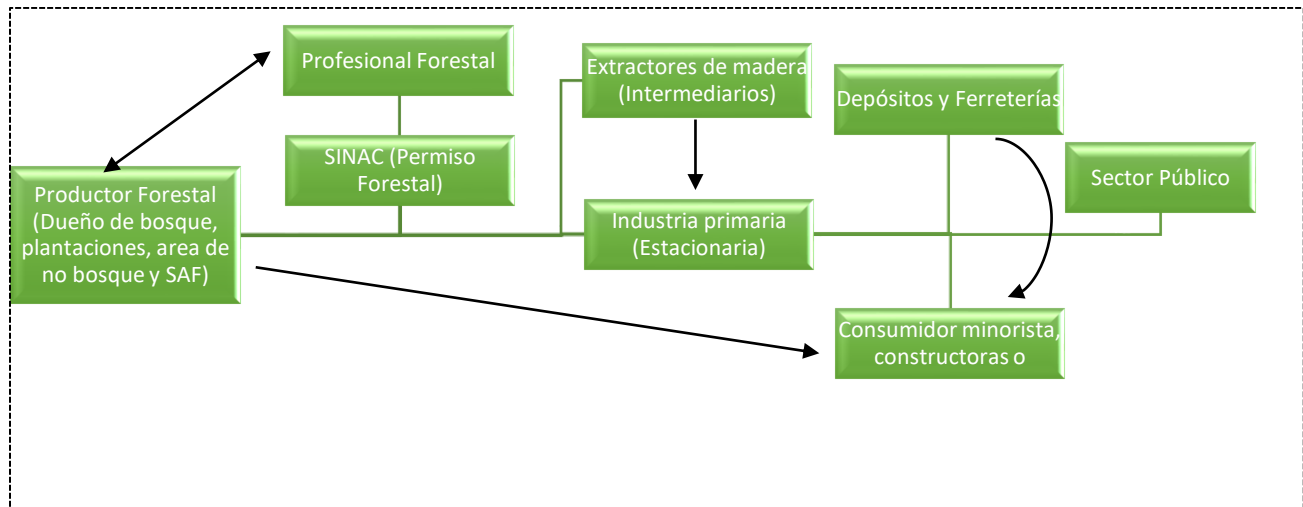 Profesional Forestal
SINAC (Permiso
Forestal)
Productor Forestal
(Dueño de bosque,
plantaciones, area de
no bosque y SAF)
Extractores de madera
(Intermediarios)
Industria primaria
(Estacionaria)
Depósitos y Ferreterías
Sector Público
Consumidor minorista,
constructoras o